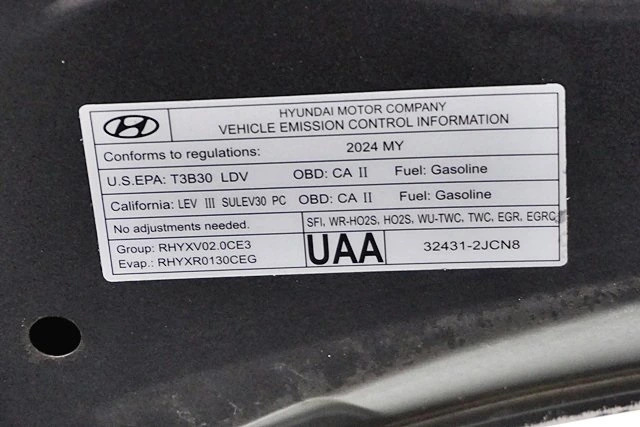 HYUNDAI MOTOR COMPANY
VEHICLE EMISSION CONTROL INFORMATION
Conforms to regulations: 2024 MY
U.S.EPA: T3B30 LDV OBD: CA II Fuel: Gasoline
California: LEV III SULEV30 PC OBD: CA II Fuel: Gasoline
No adjustments needed. SFI, WR-HO2S, HO2S, WU-TWC, TWC, EGR, EGRC
Group: RHYXV02.0CE3
Evap.: RHYXR0130CEG
UAA 32431-2JCN8